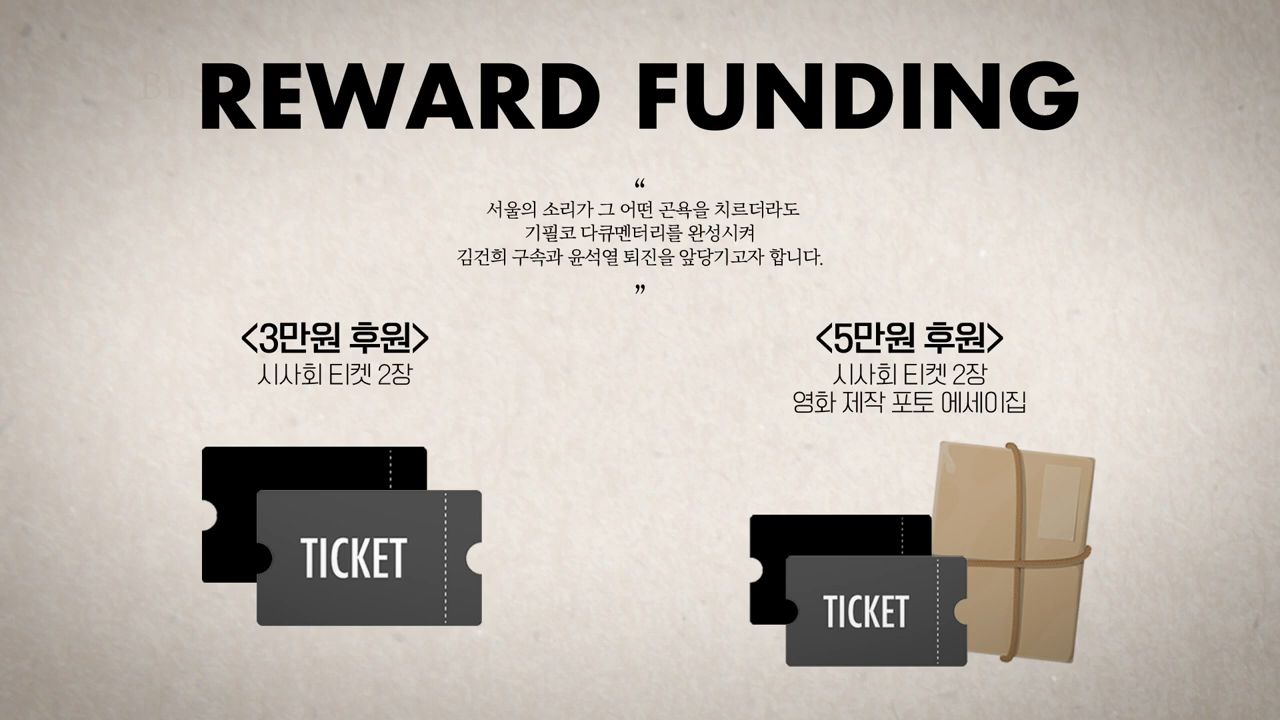 REWARD FUNDING
“
서울의 소리가 그 어떤 곤욕을 치르더라도
기필코 다큐멘터리를 완성시켜
김건희 구속과 윤석열 퇴진을 앞당기고자 합니다.
”
<3만원 후원>
시사회 티켓 2장
<5만원 후원>
시사회 티켓 2장
영화 제작 포토 에세이집
TICKET
TICKET